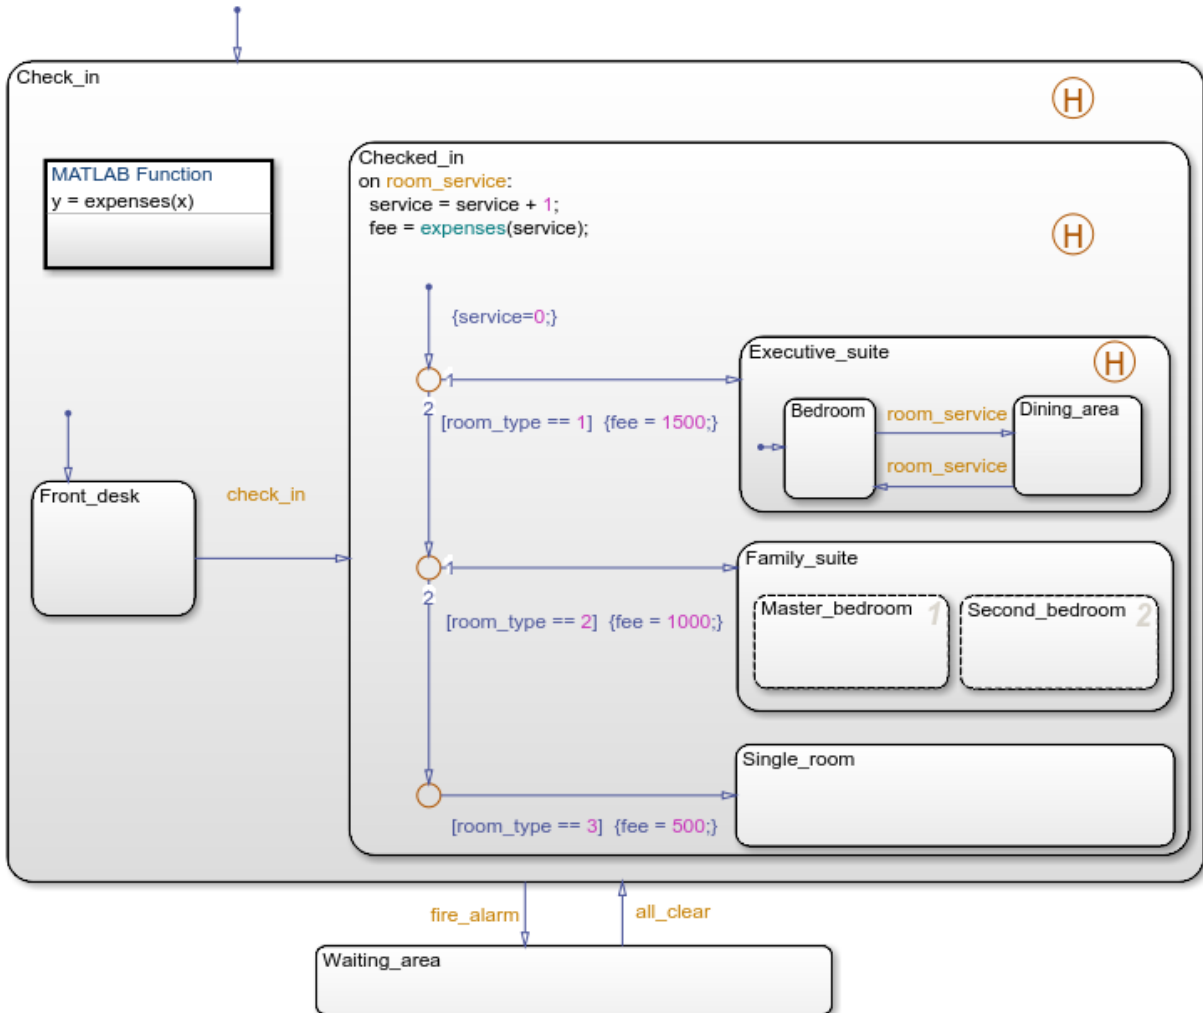 Check_in
H
MATLAB Function
y = expenses(x)
Checked_in
on room_service:
service = service + 1;
fee = expenses(service);
H
{service=0;}
1
2
[room_type == 1] {fee = 1500;}
Executive_suite
H
Bedroom
room_service
room_service
Dining_area
Front_desk
check_in
1
2
[room_type == 2] {fee = 1000;}
Family_suite
Master_bedroom 1
Second_bedroom 2
[room_type == 3] {fee = 500;}
Single_room
fire_alarm
all_clear
Waiting_area